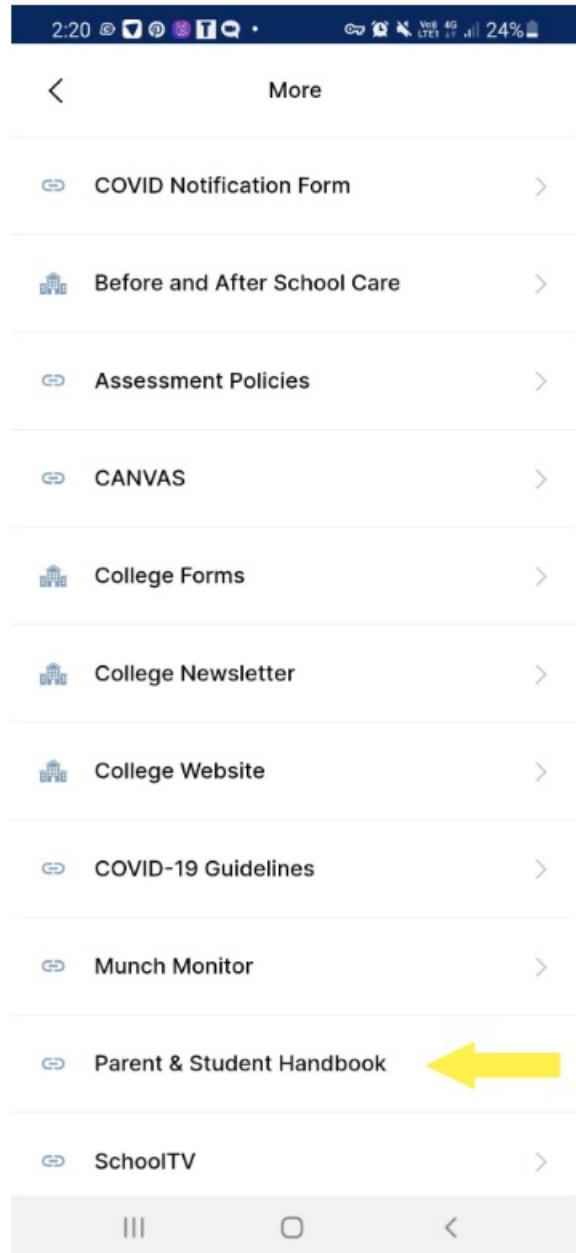 2:20 24%
More
COVID Notification Form
Before and After School Care
Assessment Policies
CANVAS
College Forms
College Newsletter
College Website
COVID-19 Guidelines
Munch Monitor
Parent & Student Handbook
SchoolTV